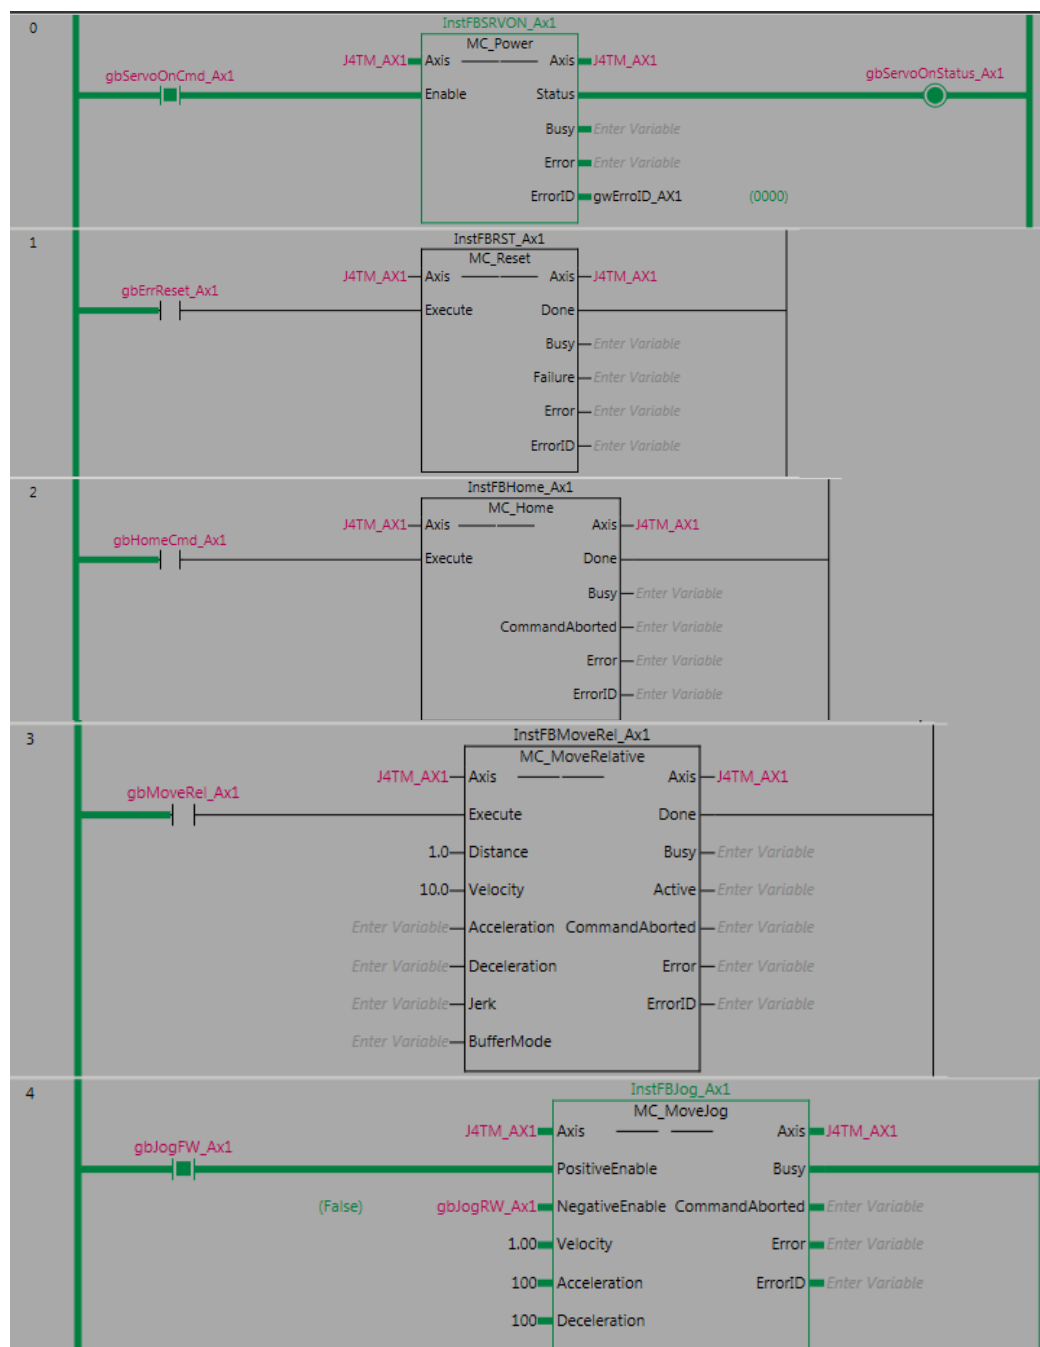 0
InstFBSRVON_Ax1
MC_Power
J4TM_AX1 Axis Axis J4TM_AX1
gbServoOnCmd_Ax1 gbServoOnStatus_Ax1
Enable Status
Busy Enter Variable
Error Enter Variable
ErrorID gwErroID_AX1 (0000)
1
InstFBRST_Ax1
MC_Reset
J4TM_AX1 Axis Axis J4TM_AX1
gbErrReset_Ax1
Execute Done
Busy Enter Variable
Failure Enter Variable
Error Enter Variable
ErrorID Enter Variable
2
InstFBHome_Ax1
MC_Home
J4TM_AX1 Axis Axis J4TM_AX1
gbHomeCmd_Ax1
Execute Done
Busy Enter Variable
CommandAborted Enter Variable
Error Enter Variable
ErrorID Enter Variable
3
InstFBMoveRel_Ax1
MC_MoveRelative
J4TM_AX1 Axis Axis J4TM_AX1
gbMoveRel_Ax1
Execute Done
1.0 Distance Busy Enter Variable
10.0 Velocity Active Enter Variable
Enter Variable Acceleration CommandAborted Enter Variable
Enter Variable Deceleration Error Enter Variable
Enter Variable Jerk ErrorID Enter Variable
Enter Variable BufferMode
4
InstFBJog_Ax1
MC_MoveJog
J4TM_AX1 Axis Axis J4TM_AX1
gbJogFW_Ax1
PositiveEnable Busy
(False) gbJogRW_Ax1 NegativeEnable CommandAborted Enter Variable
1.00 Velocity Error Enter Variable
100 Acceleration ErrorID Enter Variable
100 Deceleration